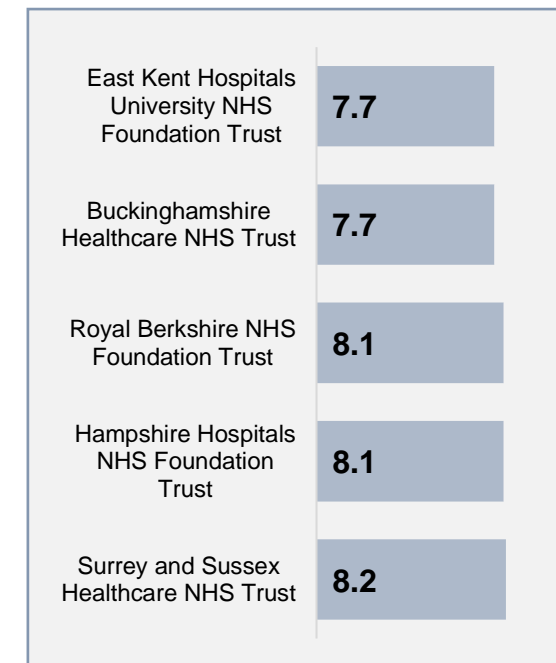 East Kent Hospitals
University NHS
Foundation Trust
7.7
Buckinghamshire
Healthcare NHS Trust
7.7
Royal Berkshire NHS
Foundation Trust
8.1
Hampshire Hospitals
NHS Foundation
Trust
8.1
Surrey and Sussex
Healthcare NHS Trust
8.2